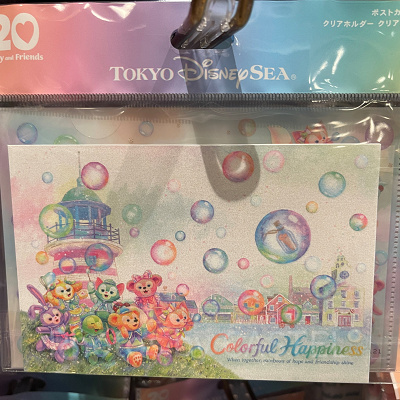 20
y and Friends
TOKYO DISNEYSEA®
ポストカ
クリアホルダー クリア
Colorful Happiness
When together, rainbows of hope and friendship shine